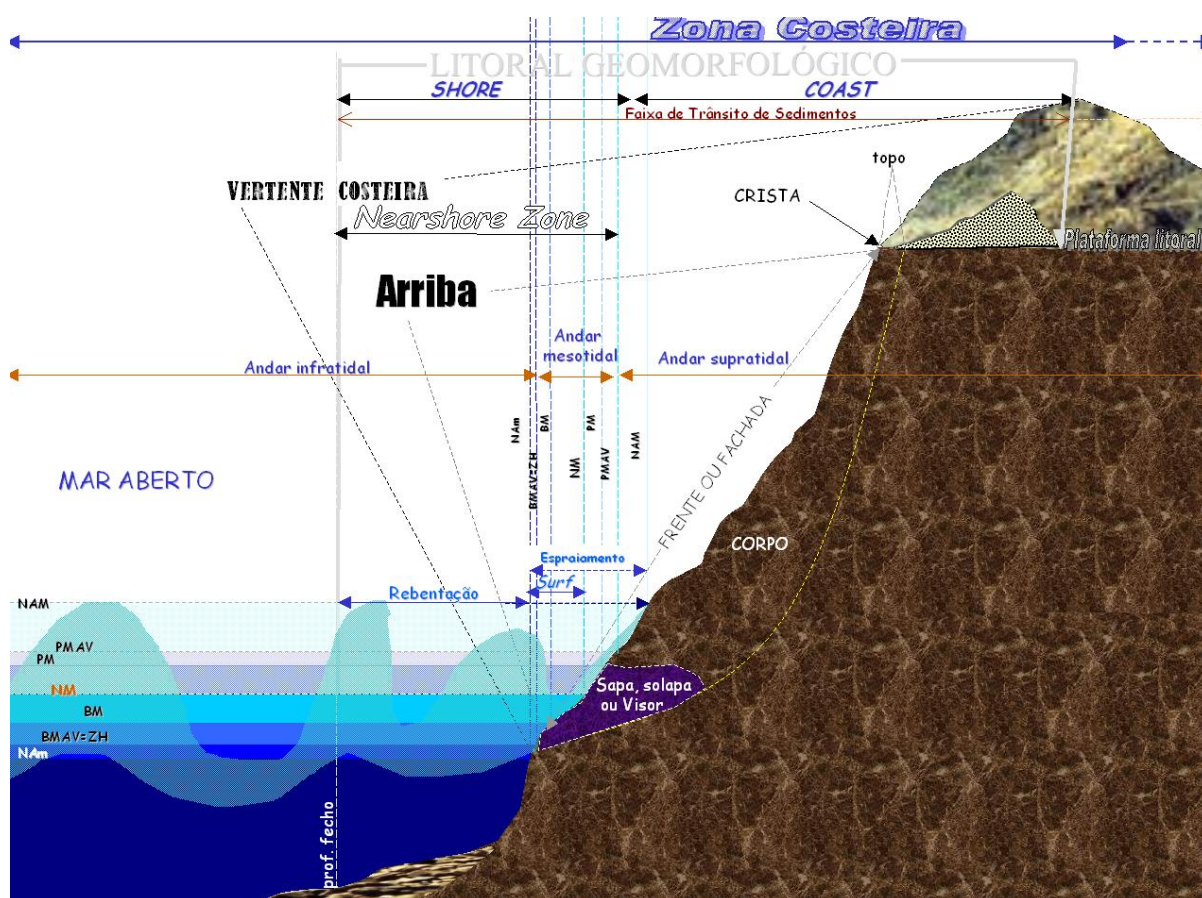 Zona Costeira
LITORAL GEOMORFOLÓGICO
SHORE
COAST
Faixa de Trânsito de Sedimentos
topo
VERTENTE COSTEIRA
CRISTA
Nearshore Zone
Plataforma litoral
Arriba
Andar infratidal
Andar
mesotidal
Andar supratidal
NAm
BMAV=ZH
BM
NM
PM
PMAV
NAM
MAR ABERTO
FRENTE OU FACHADA
CORPO
Espraiamento
Surf
Rebentação
NAM
PMAV
PM
NM
BM
BMAV=ZH
NAm
Sapa, solapa
ou Visor
prof. fecho